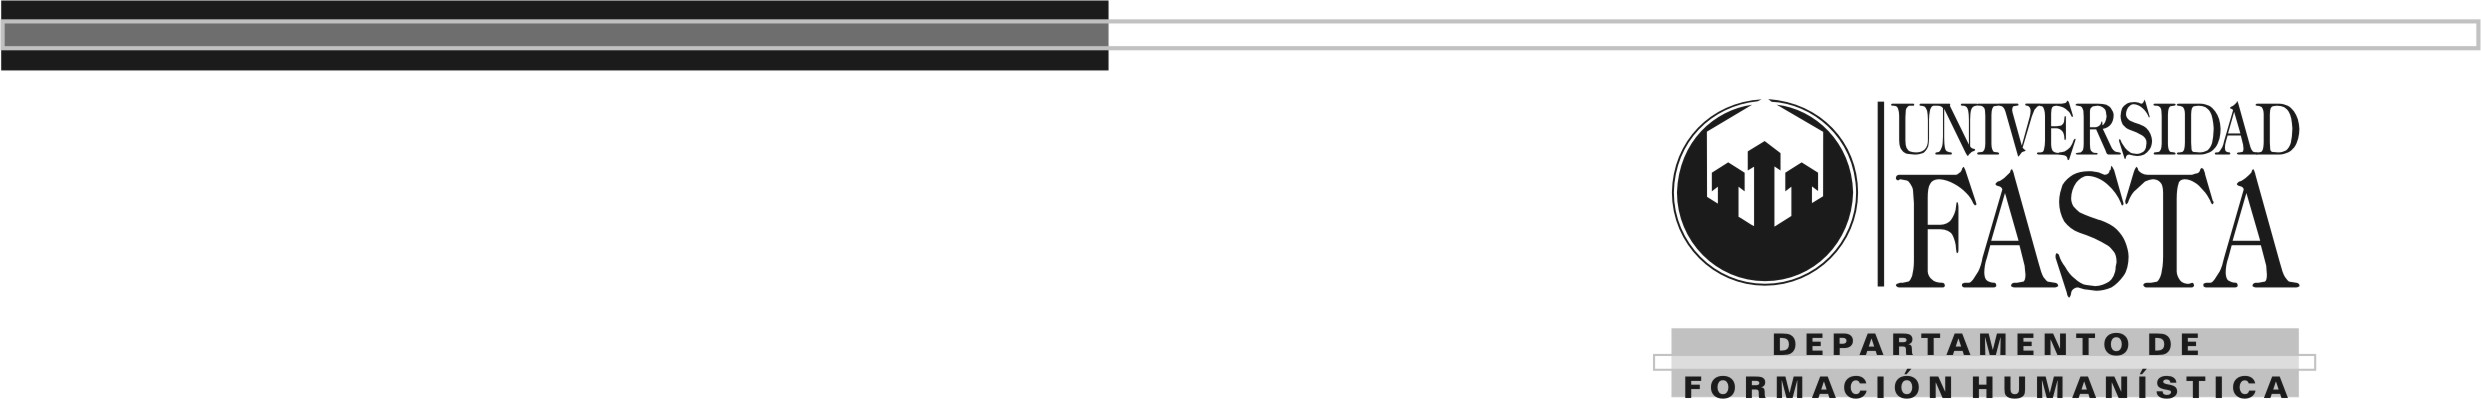 UNIVERSIDAD
FASTA
DEPARTAMENTO DE
FORMACIÓN HUMANÍSTICA